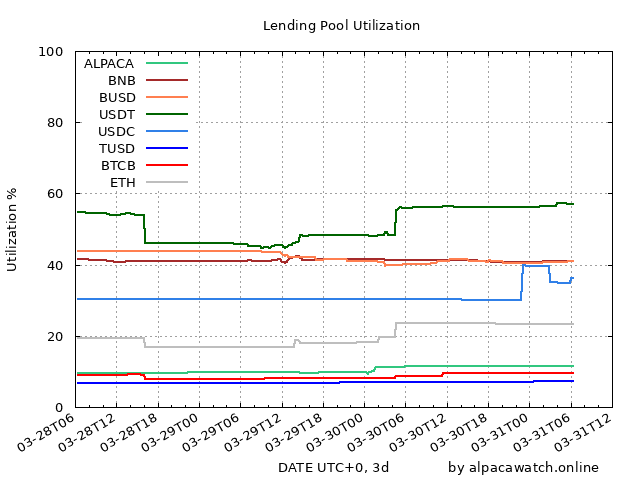 Lending Pool Utilization
Utilization %
100
80
60
40
20
0
ALPACA
BNB
BUSD
USDT
USDC
TUSD
BTCB
ETH
03-28T06
03-28T12
03-28T18
03-29T00
03-29T06
03-29T12
03-29T18
03-30T00
03-30T06
03-30T12
03-30T18
03-31T00
03-31T06
03-31T12
DATE UTC+0, 3d
by alpacawatch.online